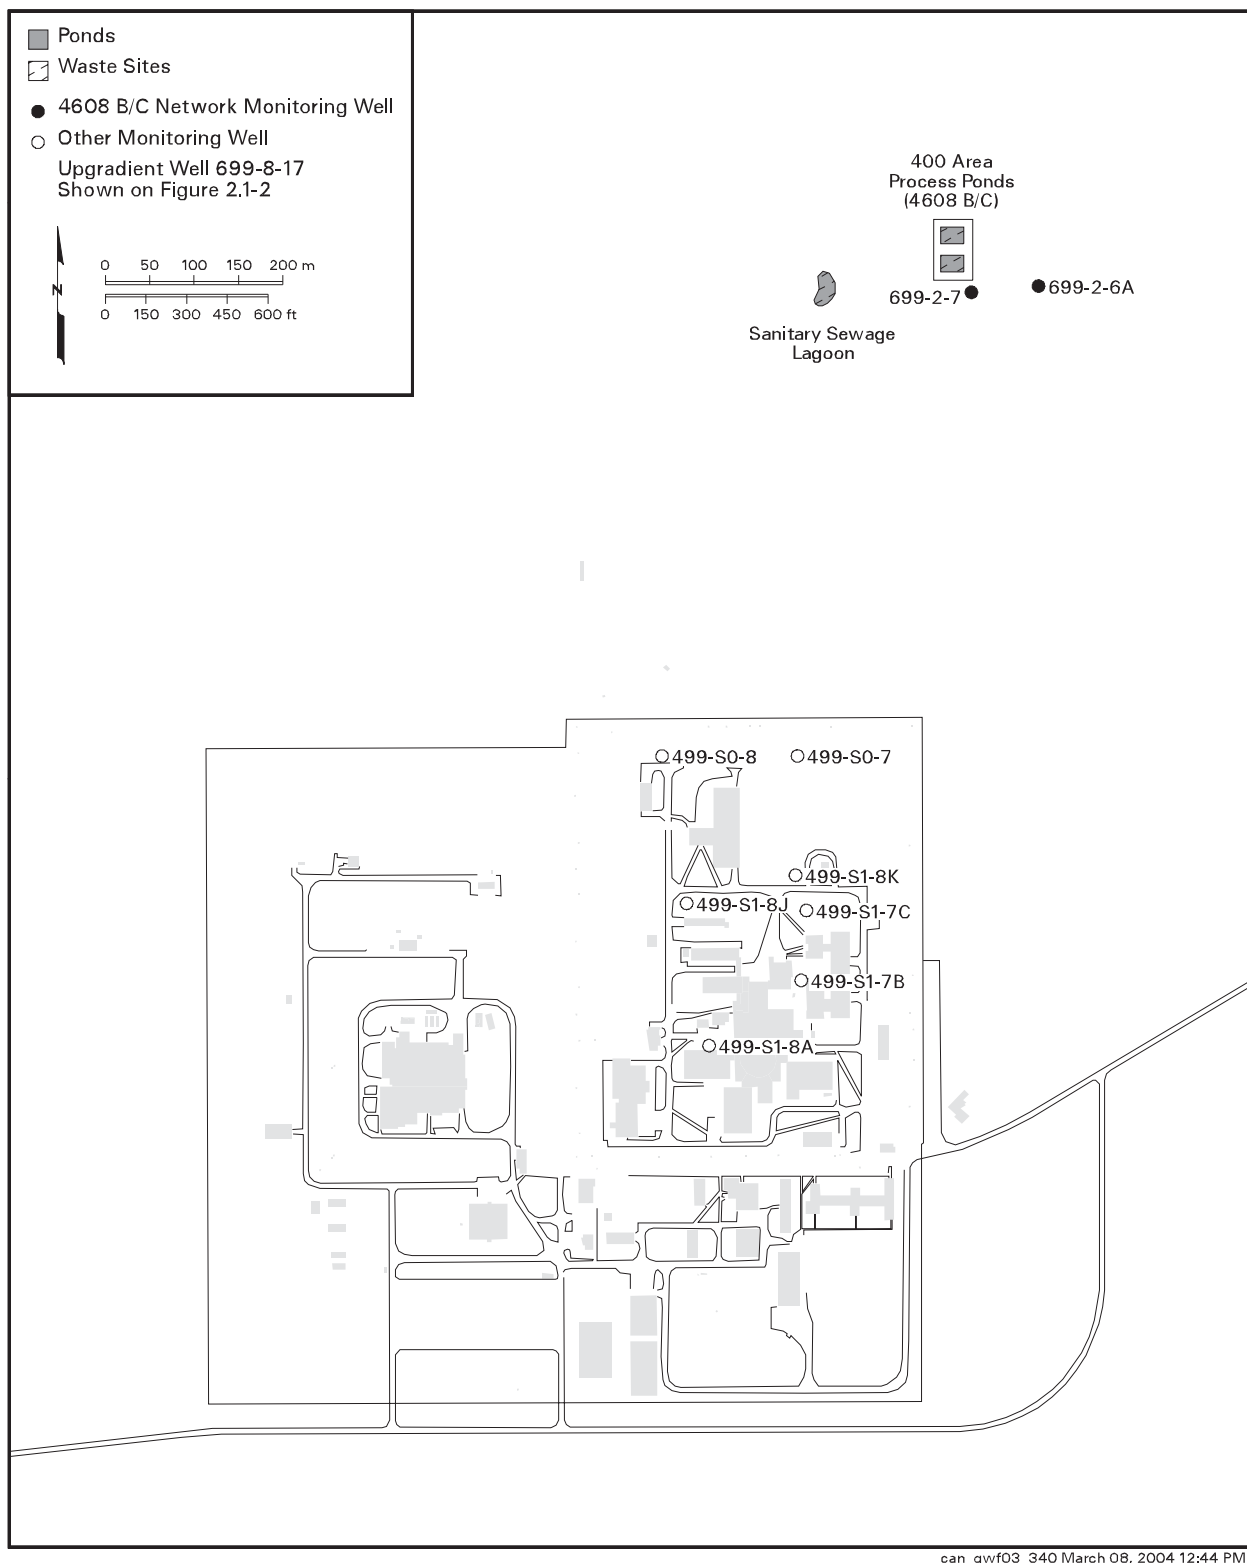 Ponds
Waste Sites
4608 B/C Network Monitoring Well
Other Monitoring Well
Upgradient Well 699-8-17
Shown on Figure 2.1-2
N
0 50 100 150 200 m
0 150 300 450 600 ft
400 Area
Process Ponds
(4608 B/C)
699-2-7
699-2-6A
Sanitary Sewage
Lagoon
499-S0-8
499-S0-7
499-S1-8K
499-S1-8J
499-S1-7C
499-S1-7B
499-S1-8A
can_gwf03_340 March 08, 2004 12:44 PM